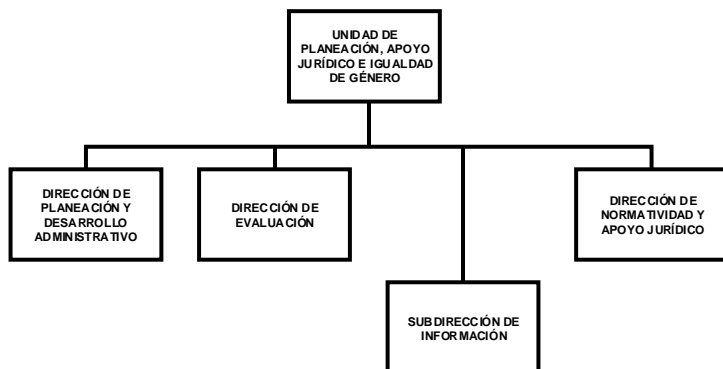 UNIDAD DE
PLANEACIÓN, APOYO
JURÍDICO E IGUALDAD
DE GÉNERO
DIRECCIÓN DE
PLANEACIÓN Y
DESARROLLO
ADMINISTRATIVO
DIRECCIÓN DE
EVALUACIÓN
DIRECCIÓN DE
NORMATIVIDAD Y
APOYO JURÍDICO
SUBDIRECCIÓN DE
INFORMACIÓN